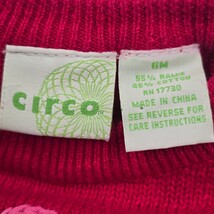 circo
6M
55% RAMIE
45% COTTON
RN 17730
MADE IN CHINA
SEE REVERSE FOR
CARE INSTRUCTIONS